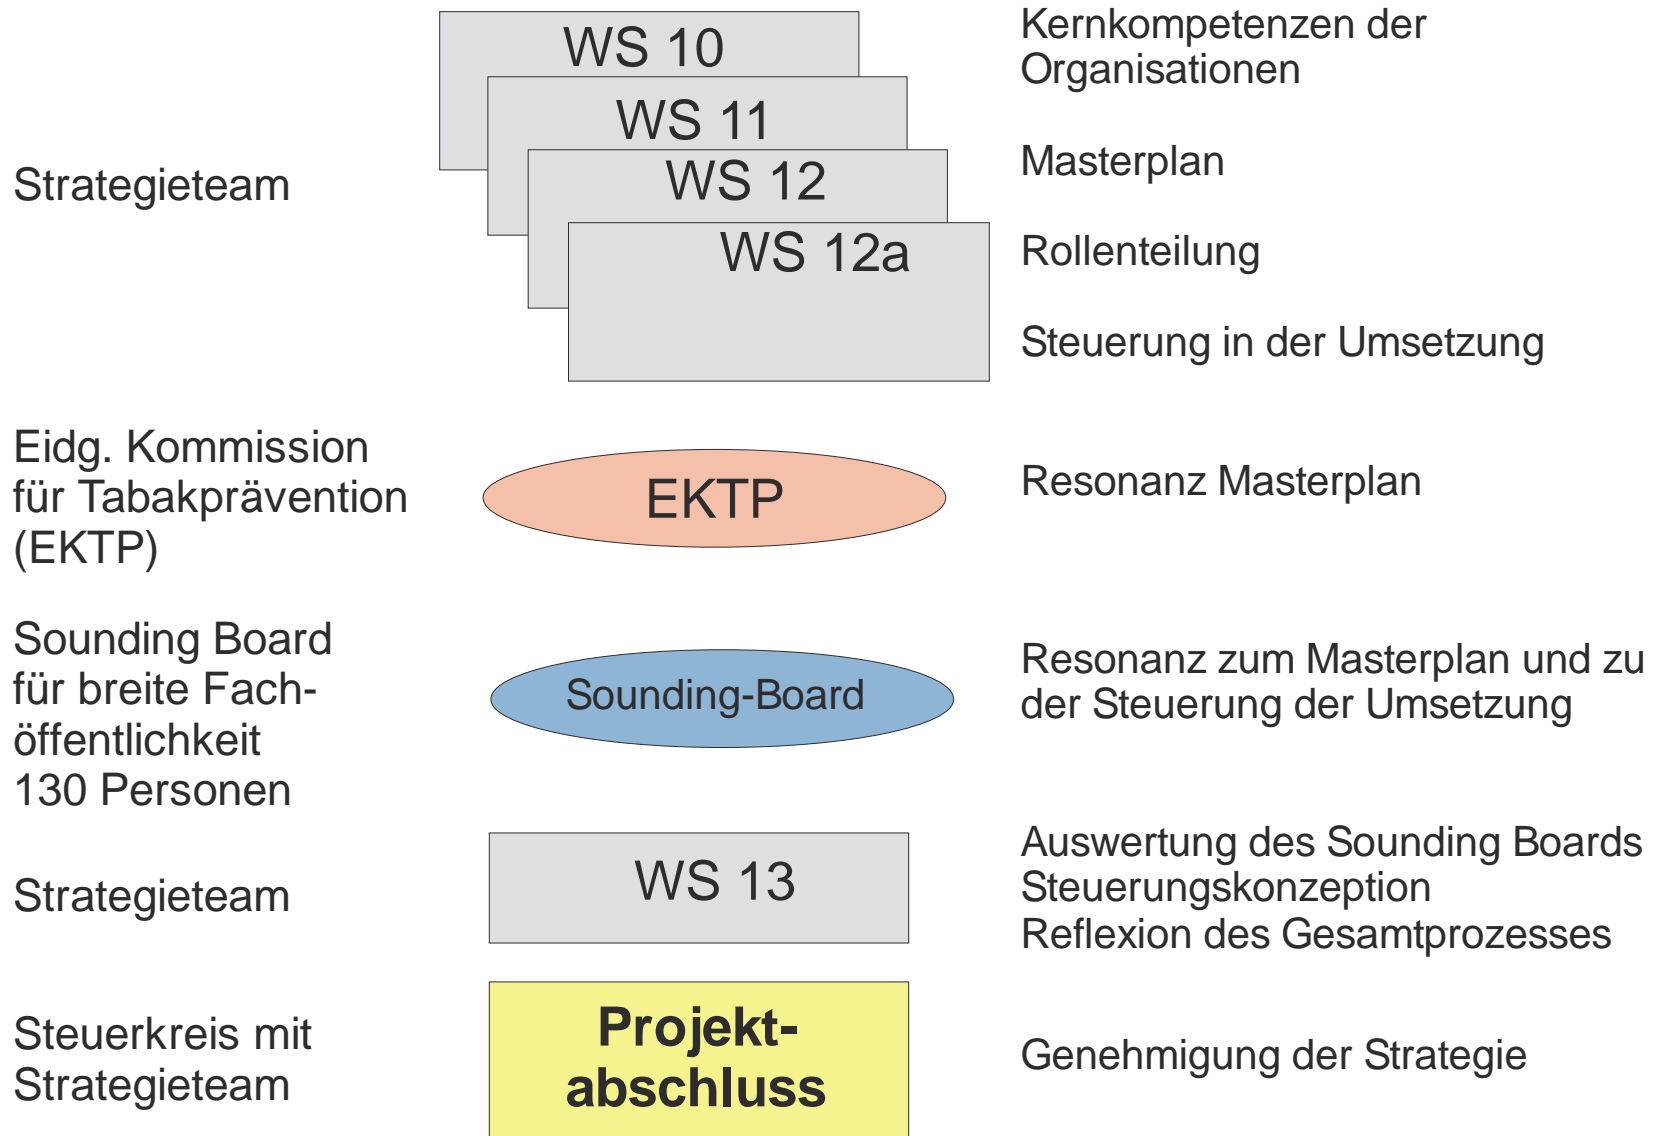 Strategieteam
WS 10
WS 11
WS 12
WS 12a
Kernkompetenzen der
Organisationen
Masterplan
Rollenteilung
Steuerung in der Umsetzung
Eidg. Kommission
für Tabakprävention
(EKTP)
EKTP
Resonanz Masterplan
Sounding Board
für breite Fach-
öffentlichkeit
130 Personen
Sounding-Board
Resonanz zum Masterplan und zu
der Steuerung der Umsetzung
Strategieteam
WS 13
Auswertung des Sounding Boards
Steuerungskonzeption
Reflexion des Gesamtprozesses
Steuerkreis mit
Strategieteam
Projekt-
abschluss
Genehmigung der Strategie